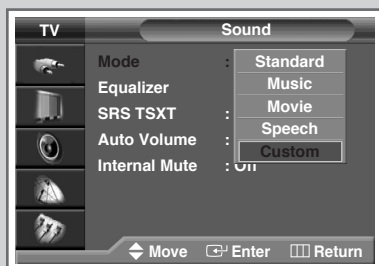 TV Sound
Mode : Standard
Equalizer Music
SRS TSXT : Movie
Auto Volume : Speech
Custom
Internal Mute : Off
Move Enter Return